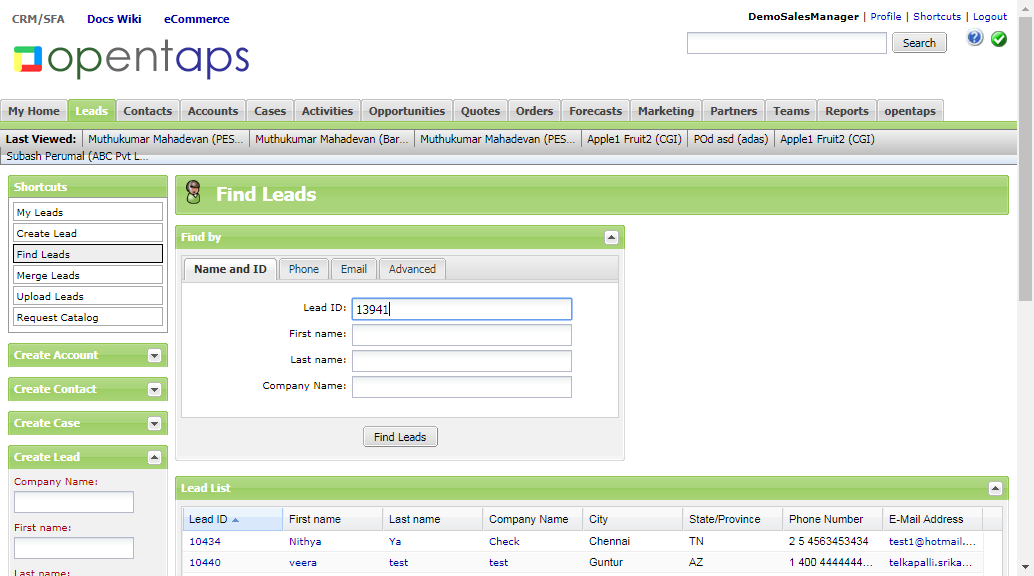 CRM/SFA Docs Wiki eCommerce
DemoSalesManager | Profile | Shortcuts | Logout
opentaps
Search
?
My Home Leads Contacts Accounts Cases Activities Opportunities Quotes Orders Forecasts Marketing Partners Teams Reports opentaps
Last Viewed: Muthukumar Mahadevan (PES... Muthukumar Mahadevan (Bar... Muthukumar Mahadevan (PES... Apple1 Fruit2 (CGI) POd asd (adas) Apple1 Fruit2 (CGI)
Subash Perumal (ABC Pvt L...
Shortcuts
My Leads
Create Lead
Find Leads
Merge Leads
Upload Leads
Request Catalog
Create Account
Create Contact
Create Case
Create Lead
Company Name:
First name:
Last name:
Find Leads
Find by
Name and ID Phone Email Advanced
Lead ID: 13941
First name:
Last name:
Company Name:
Find Leads
Lead List
Lead ID First name Last name Company Name City State/Province Phone Number E-Mail Address
10434 Nithya Ya Check Chennai TN 2 5 4563453434 test1@hotmail....
10440 veera test test Guntur AZ 1 400 4444444... telkapalli.srika...